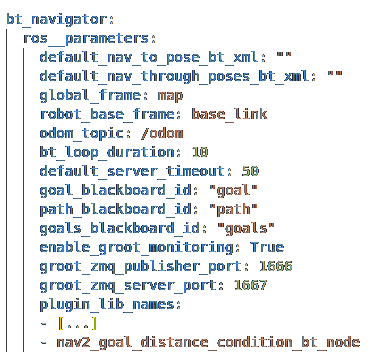 bt_navigator:
ros__parameters:
default_nav_to_pose_bt_xml: ""
default_nav_through_poses_bt_xml: ""
global_frame: map
robot_base_frame: base_link
odom_topic: /odom
bt_loop_duration: 10
default_server_timeout: 50
goal_blackboard_id: "goal"
path_blackboard_id: "path"
goals_blackboard_id: "goals"
enable_groot_monitoring: True
groot_zmq_publisher_port: 1666
groot_zmq_server_port: 1667
plugin_lib_names:
- [...]
- nav2_goal_distance_condition_bt_node